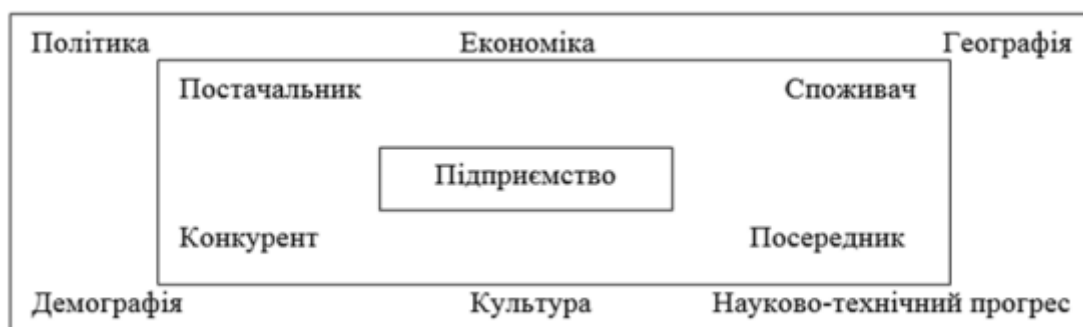 Політика Економіка Географія
Постачальник Споживач
Підприємство
Конкурент Посередник
Демографія Культура Науково-технічний прогрес